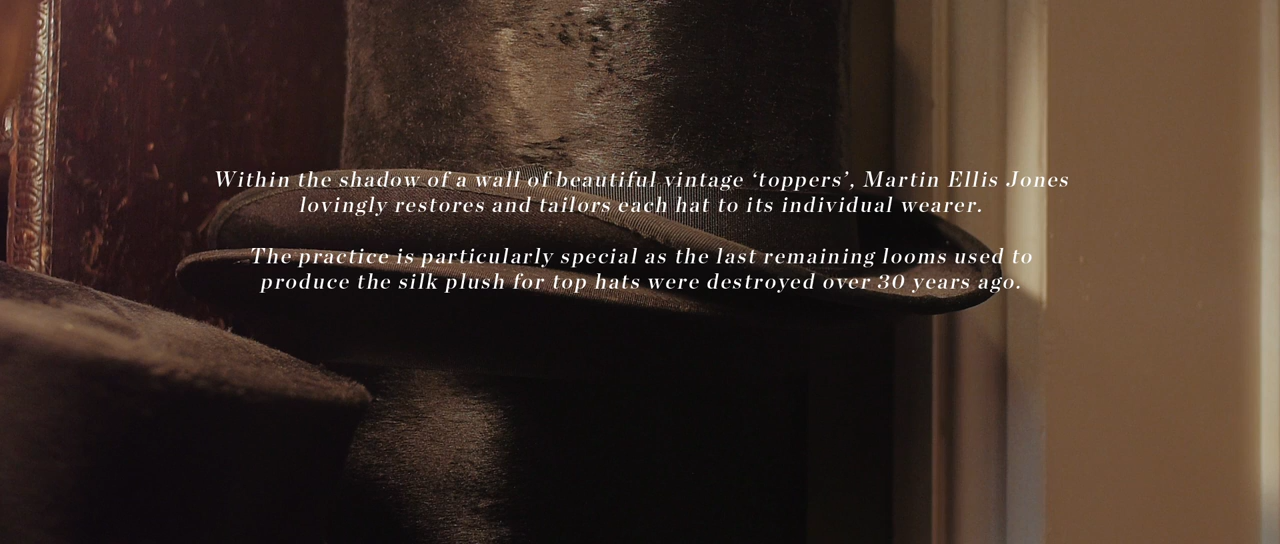 Within the shadow of a wall of beautiful vintage ‘toppers’, Martin Ellis Jones
lovingly restores and tailors each hat to its individual wearer.
The practice is particularly special as the last remaining looms used to
produce the silk plush for top hats were destroyed over 30 years ago.